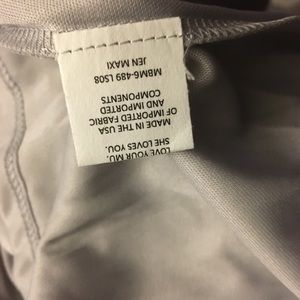 LOVE YOUR MU,
SHE LOVES YOU.
MADE IN THE USA
OF IMPORTED FABRIC
AND IMPORTED
COMPONENTS
MBM6-489 LS08
JEN MAXI